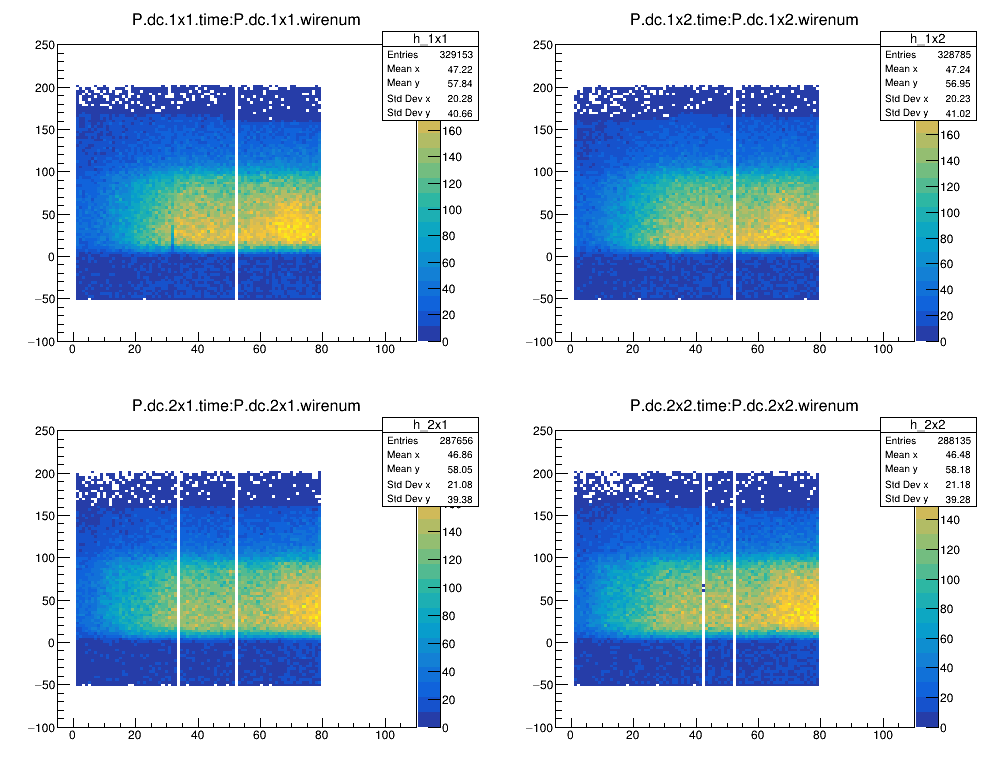 P.dc.1x1.time:P.dc.1x1.wirenum
h_1x1
Entries 329153
Mean x 47.22
Mean y 57.84
Std Dev x 20.28
Std Dev y 40.66
250
200
150
100
50
0
−50
−100
0 20 40 60 80 100
160
140
120
100
80
60
40
20
0
P.dc.1x2.time:P.dc.1x2.wirenum
h_1x2
Entries 328785
Mean x 47.24
Mean y 56.95
Std Dev x 20.23
Std Dev y 41.02
250
200
150
100
50
0
−50
−100
0 20 40 60 80 100
160
140
120
100
80
60
40
20
0
P.dc.2x1.time:P.dc.2x1.wirenum
h_2x1
Entries 287656
Mean x 46.86
Mean y 58.05
Std Dev x 21.08
Std Dev y 39.38
250
200
150
100
50
0
−50
−100
0 20 40 60 80 100
140
120
100
80
60
40
20
0
P.dc.2x2.time:P.dc.2x2.wirenum
h_2x2
Entries 288135
Mean x 46.48
Mean y 58.18
Std Dev x 21.18
Std Dev y 39.28
250
200
150
100
50
0
−50
−100
0 20 40 60 80 100
140
120
100
80
60
40
20
0